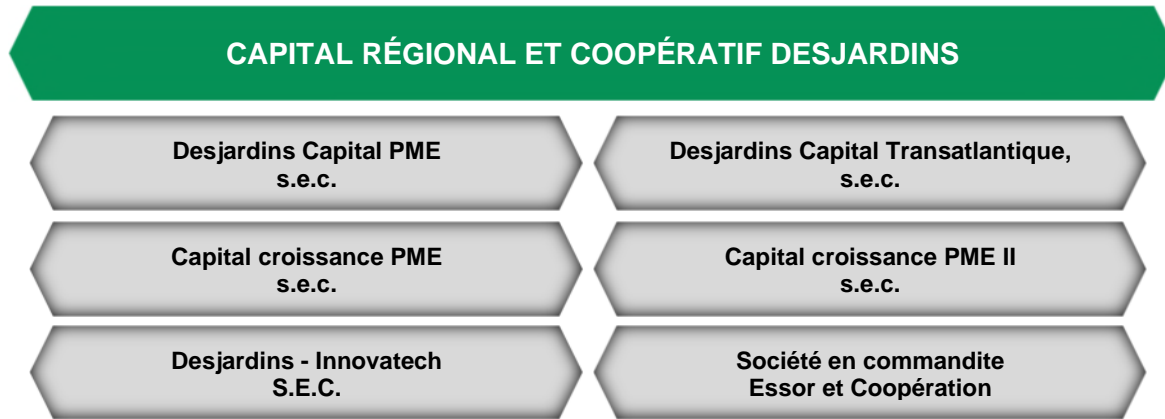 CAPITAL RÉGIONAL ET COOPÉRATIF DESJARDINS
Desjardins Capital PME
s.e.c.
Desjardins Capital Transatlantique,
s.e.c.
Capital croissance PME
s.e.c.
Capital croissance PME II
s.e.c.
Desjardins - Innovatech
S.E.C.
Société en commandite
Essor et Coopération